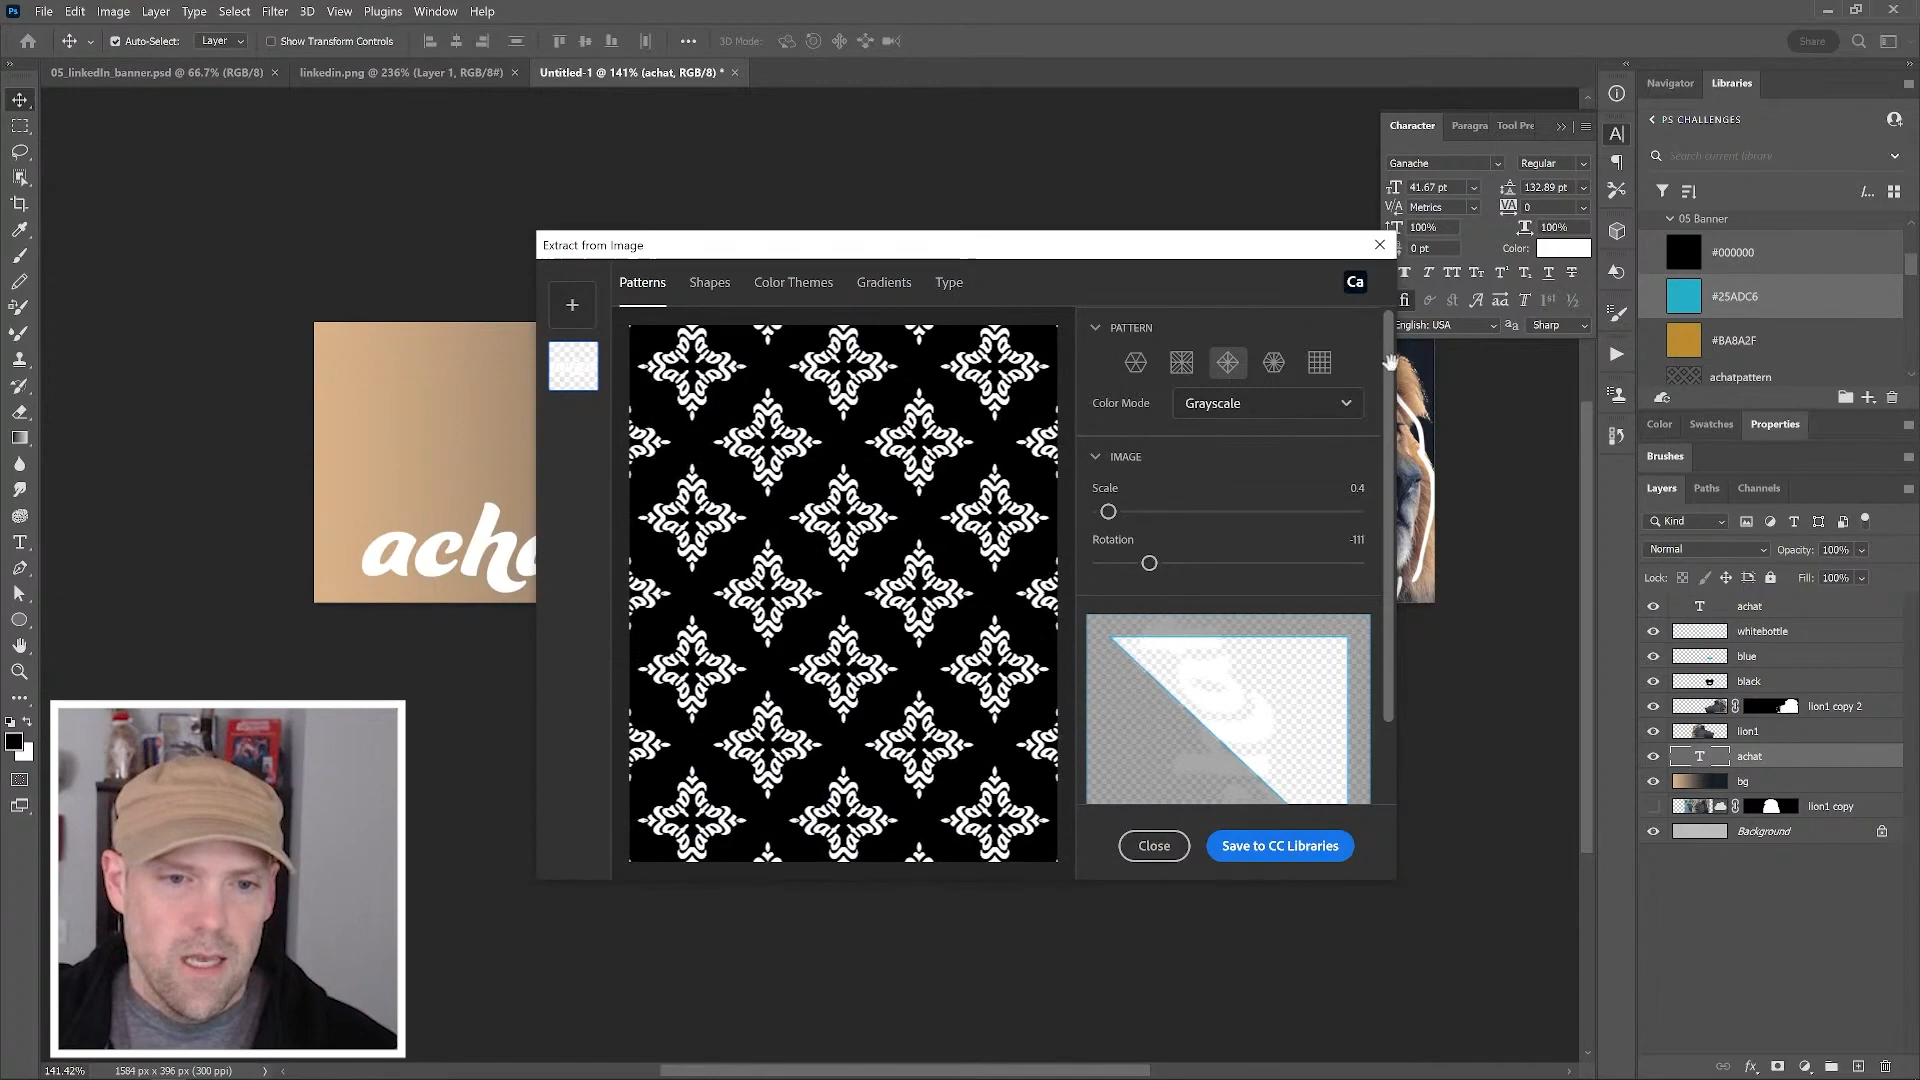 Ps File Edit Image Layer Type Select Filter 3D View Plugins Window Help
Auto-Select: Layer Show Transform Controls 3D Mode: Share
05_linkedIn_banner.psd @ 66.7% (RGB/8) × linkedin.png @ 236% (Layer 1, RGB/8#) × Untitled-1 @ 141% (achat, RGB/8) * ×
Navigator Libraries
PS CHALLENGES
Search current library
05 Banner
#000000
#25ADC6
#BA8A2F
achatpattern
Character Paragra Tool Pre
Ganache Regular
41.67 pt 132.89 pt
Metrics 0
100% 100%
0 pt Color:
English: USA Sharp
Extract from Image
Patterns Shapes Color Themes Gradients Type Ca
PATTERN
Color Mode Grayscale
IMAGE
Scale 0.4
Rotation -111
Close Save to CC Libraries
acha
Color Swatches Properties
Brushes
Layers Paths Channels
Kind
Normal Opacity: 100%
Lock: Fill: 100%
achat
whitebottle
blue
black
lion1 copy 2
lion1
achat
bg
lion1 copy
Background
141.42% 1584 px x 396 px (300 ppi)